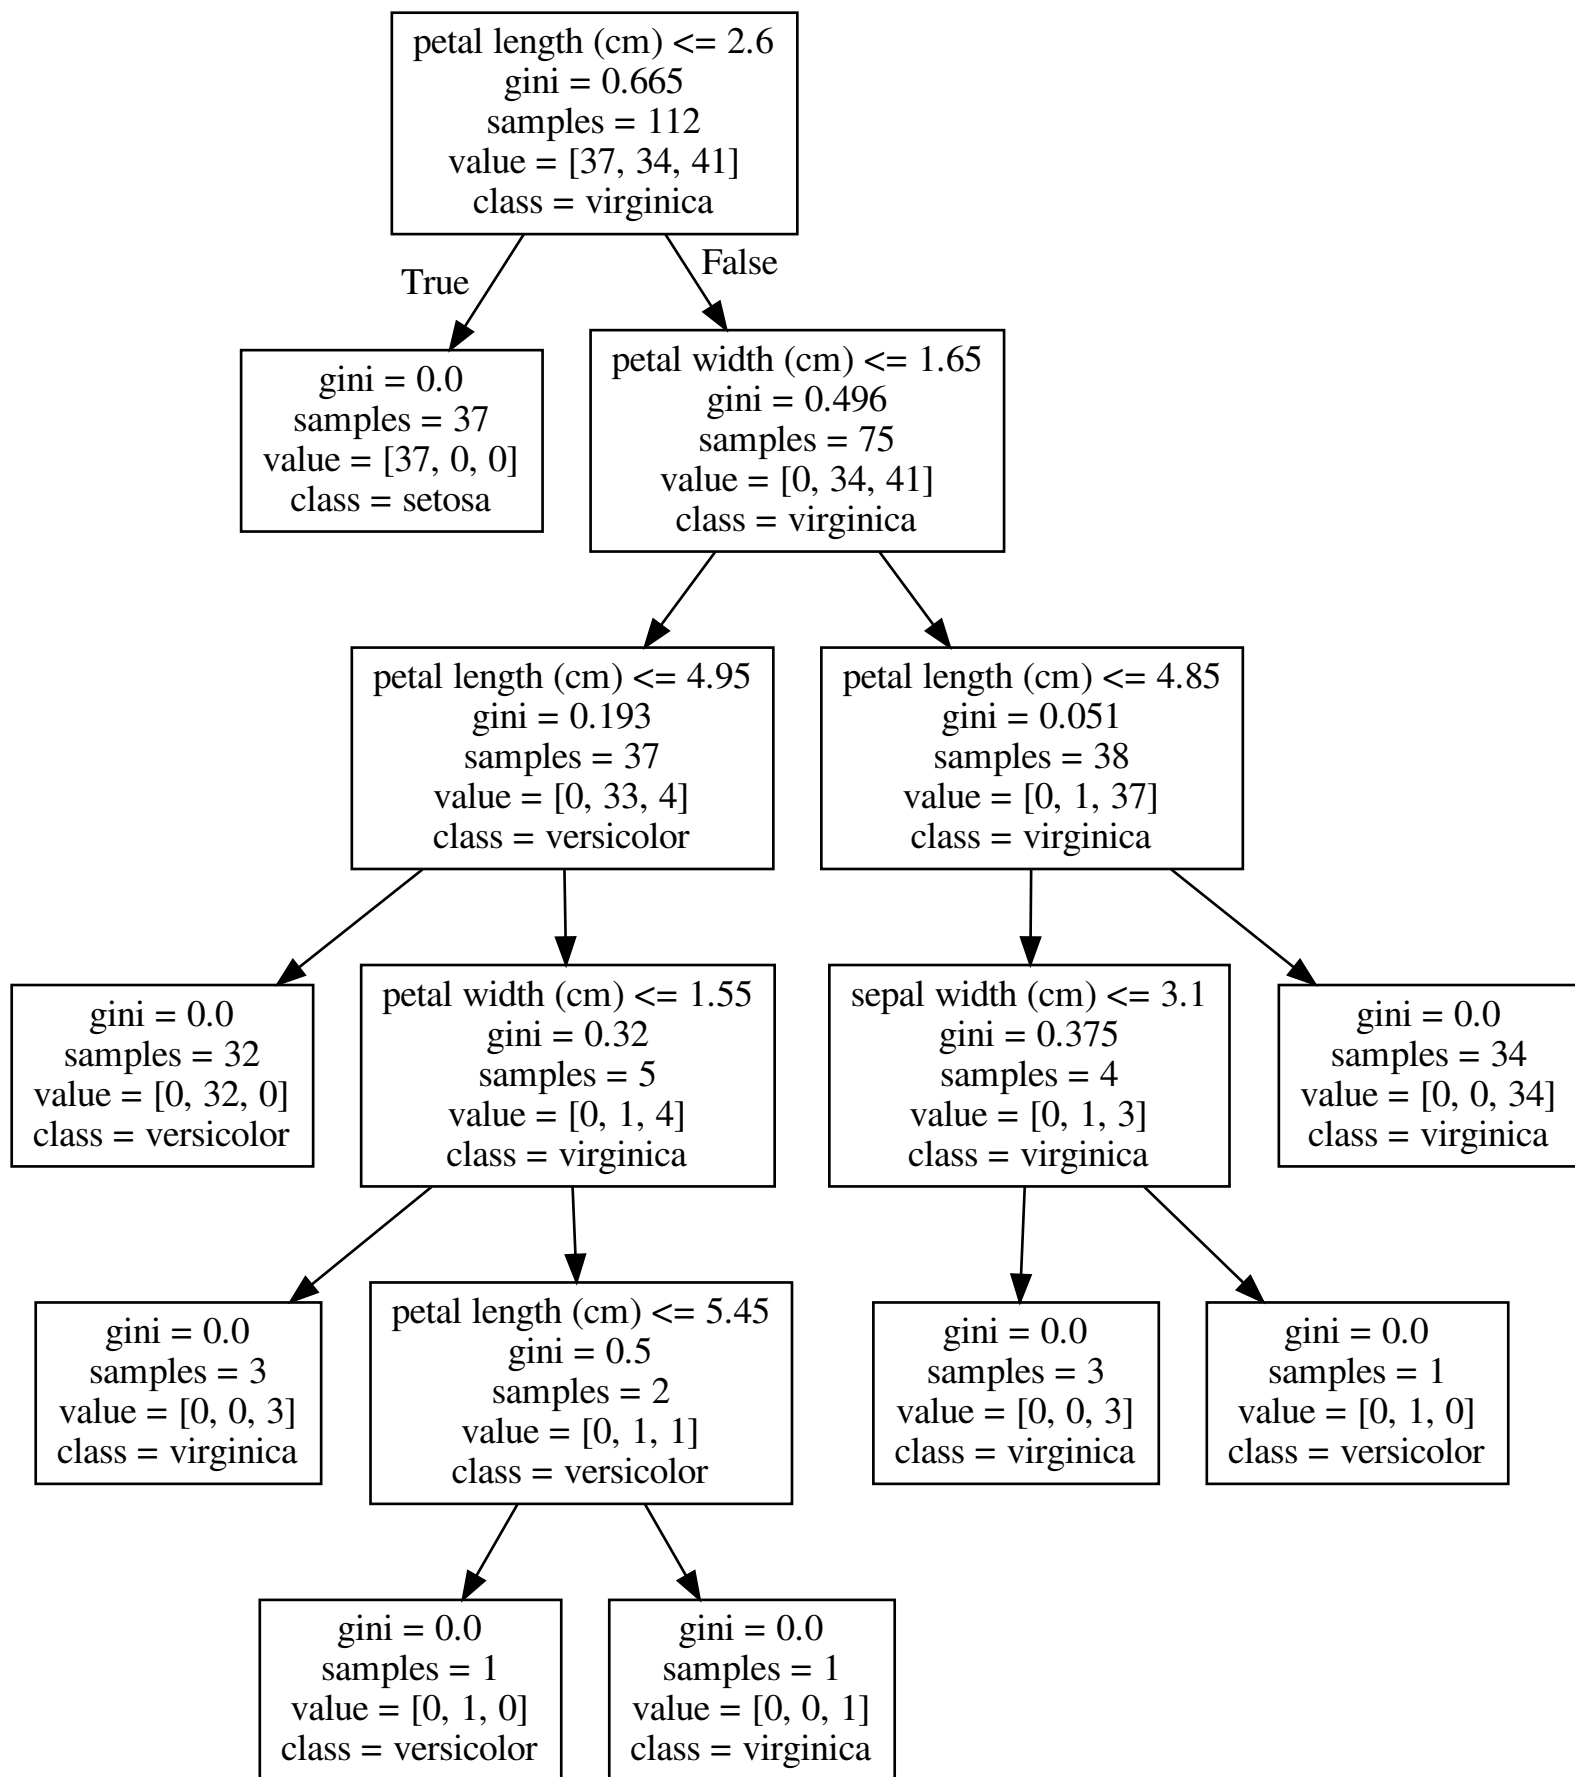 petal length (cm) <= 2.6
gini = 0.665
samples = 112
value = [37, 34, 41]
class = virginica
True
False
gini = 0.0
samples = 37
value = [37, 0, 0]
class = setosa
petal width (cm) <= 1.65
gini = 0.496
samples = 75
value = [0, 34, 41]
class = virginica
petal length (cm) <= 4.95
gini = 0.193
samples = 37
value = [0, 33, 4]
class = versicolor
petal length (cm) <= 4.85
gini = 0.051
samples = 38
value = [0, 1, 37]
class = virginica
gini = 0.0
samples = 32
value = [0, 32, 0]
class = versicolor
petal width (cm) <= 1.55
gini = 0.32
samples = 5
value = [0, 1, 4]
class = virginica
sepal width (cm) <= 3.1
gini = 0.375
samples = 4
value = [0, 1, 3]
class = virginica
gini = 0.0
samples = 34
value = [0, 0, 34]
class = virginica
gini = 0.0
samples = 3
value = [0, 0, 3]
class = virginica
petal length (cm) <= 5.45
gini = 0.5
samples = 2
value = [0, 1, 1]
class = versicolor
gini = 0.0
samples = 3
value = [0, 0, 3]
class = virginica
gini = 0.0
samples = 1
value = [0, 1, 0]
class = versicolor
gini = 0.0
samples = 1
value = [0, 1, 0]
class = versicolor
gini = 0.0
samples = 1
value = [0, 0, 1]
class = virginica